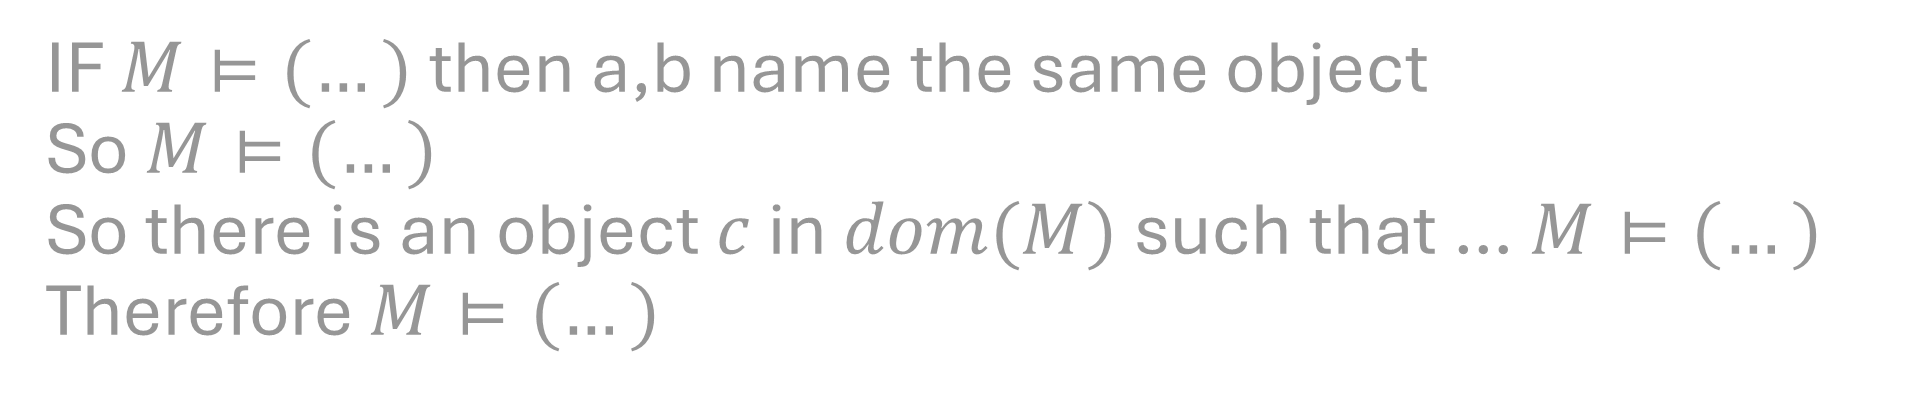 IF M ⊨ (…) then a,b name the same object
So M ⊨ (…)
So there is an object c in dom(M) such that … M ⊨ (…)
Therefore M ⊨ (…)